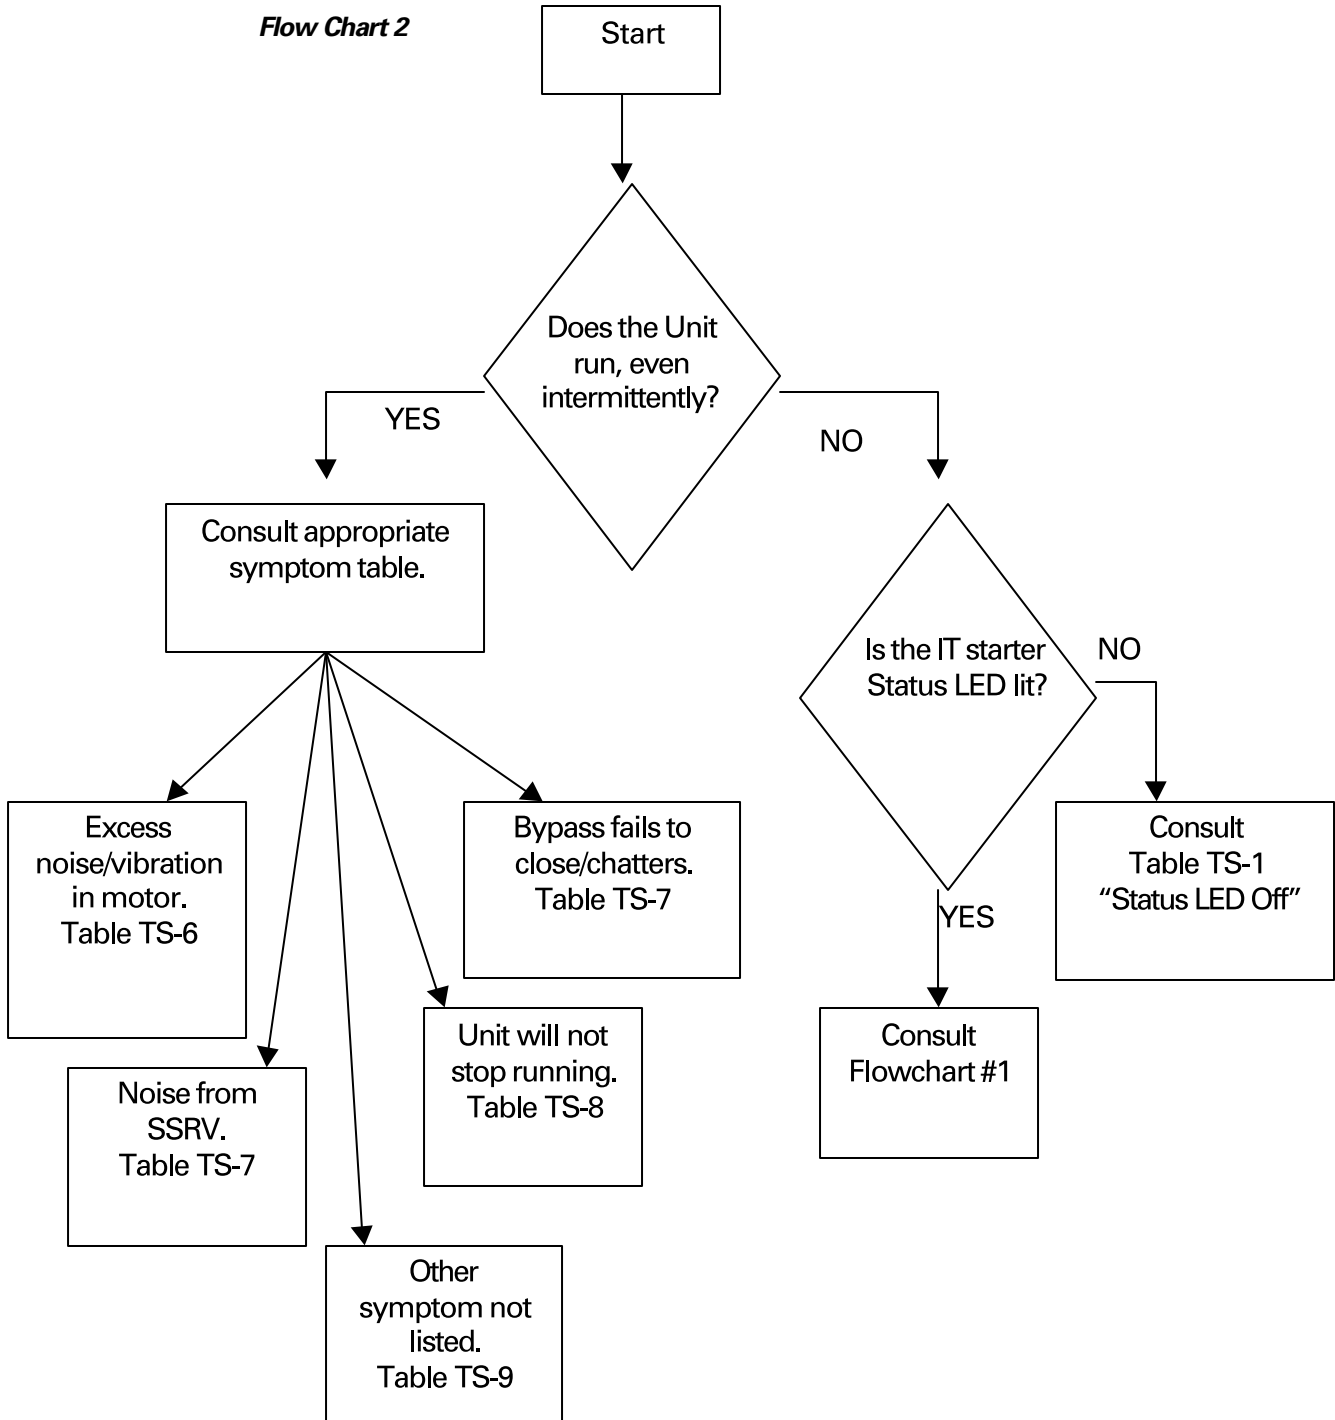 Flow Chart 2
Start
Does the Unit
run, even
intermittently?
YES
NO
Consult appropriate
symptom table.
Is the IT starter
Status LED lit?
NO
Excess
noise/vibration
in motor.
Table TS-6
Bypass fails to
close/chatters.
Table TS-7
Consult
Table TS-1
“Status LED Off”
YES
Unit will not
stop running.
Table TS-8
Consult
Flowchart #1
Noise from
SSRV.
Table TS-7
Other
symptom not
listed.
Table TS-9